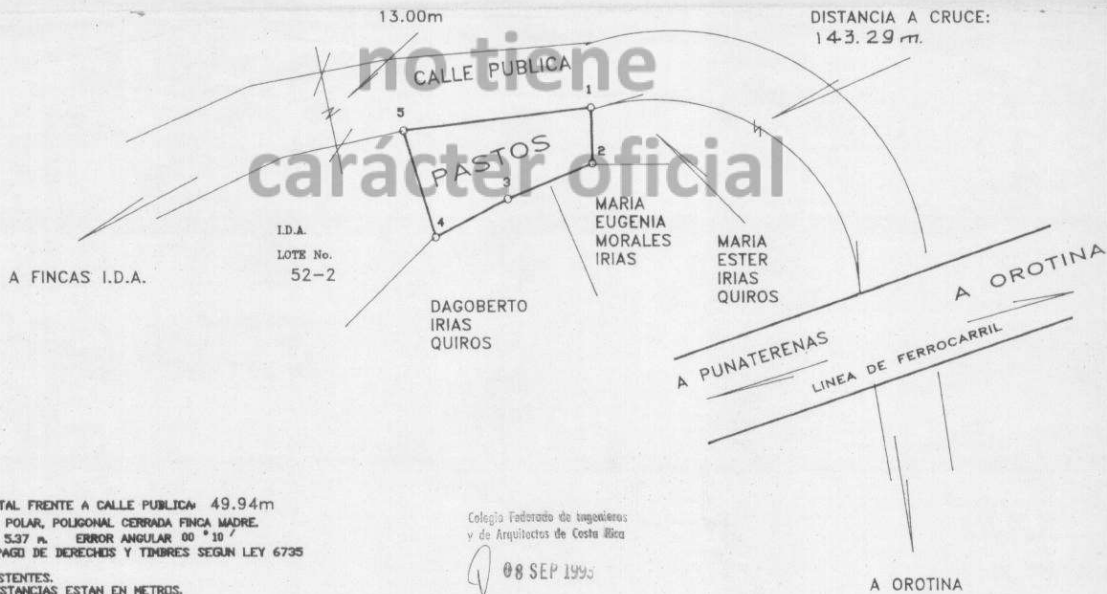 13.00m
DISTANCIA A CRUCE:
143.29 m.
no tiene
CALLE PUBLICA
1
5
PASTOS
carácter oficial
2
3
4
I.D.A.
LOTE No.
52-2
MARIA
EUGENIA
MORALES
IRIAS
MARIA
ESTER
IRIAS
QUIROS
A FINCAS I.D.A.
DAGOBERTO
IRIAS
QUIROS
A OROTINA
A PUNATERENAS
LINEA DE FERROCARRIL
TAL FRENTE A CALLE PUBLICA: 49.94m
POLAR, POLIGONAL CERRADA FINCA MADRE.
5.37 m. ERROR ANGULAR 00 ° 10 '
PAGO DE DERECHOS Y TIMBRES SEGUN LEY 6735
STENTES.
STANCIAS ESTAN EN METROS.
Colegio Federado de Ingenieros
y de Arquitectos de Costa Rica
08 SEP 1995
A OROTINA